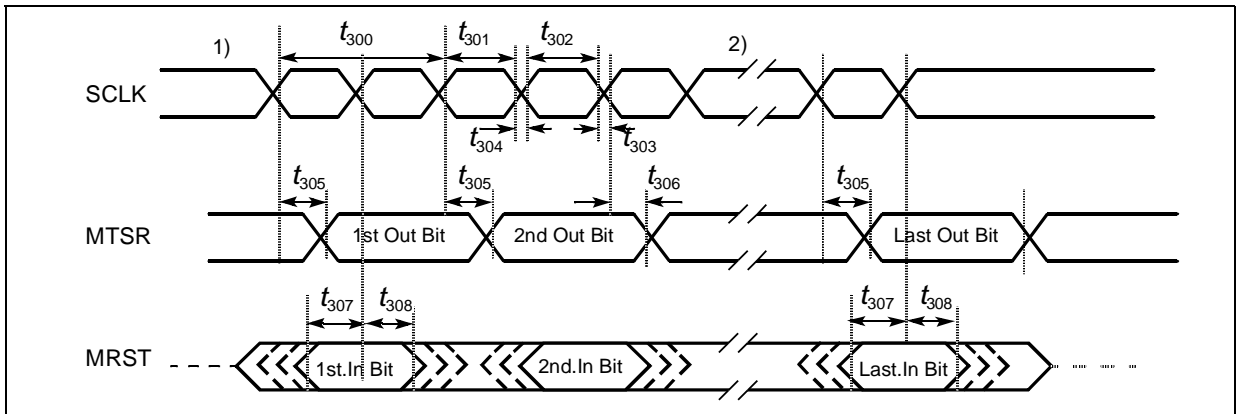 1) t300 t301 t302 2)
SCLK
t304 t303
t305 t305 t306 t305
MTSR 1st Out Bit 2nd Out Bit Last Out Bit
t307 t308 t307 t308
MRST 1st.In Bit 2nd.In Bit Last.In Bit